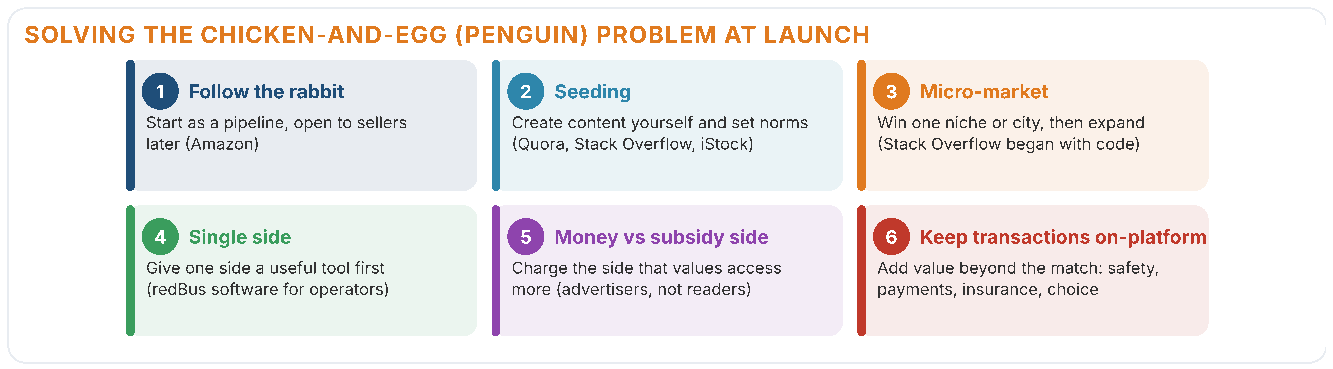 SOLVING THE CHICKEN-AND-EGG (PENGUIN) PROBLEM AT LAUNCH
1 Follow the rabbit
Start as a pipeline, open to sellers
later (Amazon)
2 Seeding
Create content yourself and set norms
(Quora, Stack Overflow, iStock)
3 Micro-market
Win one niche or city, then expand
(Stack Overflow began with code)
4 Single side
Give one side a useful tool first
(redBus software for operators)
5 Money vs subsidy side
Charge the side that values access
more (advertisers, not readers)
6 Keep transactions on-platform
Add value beyond the match: safety,
payments, insurance, choice